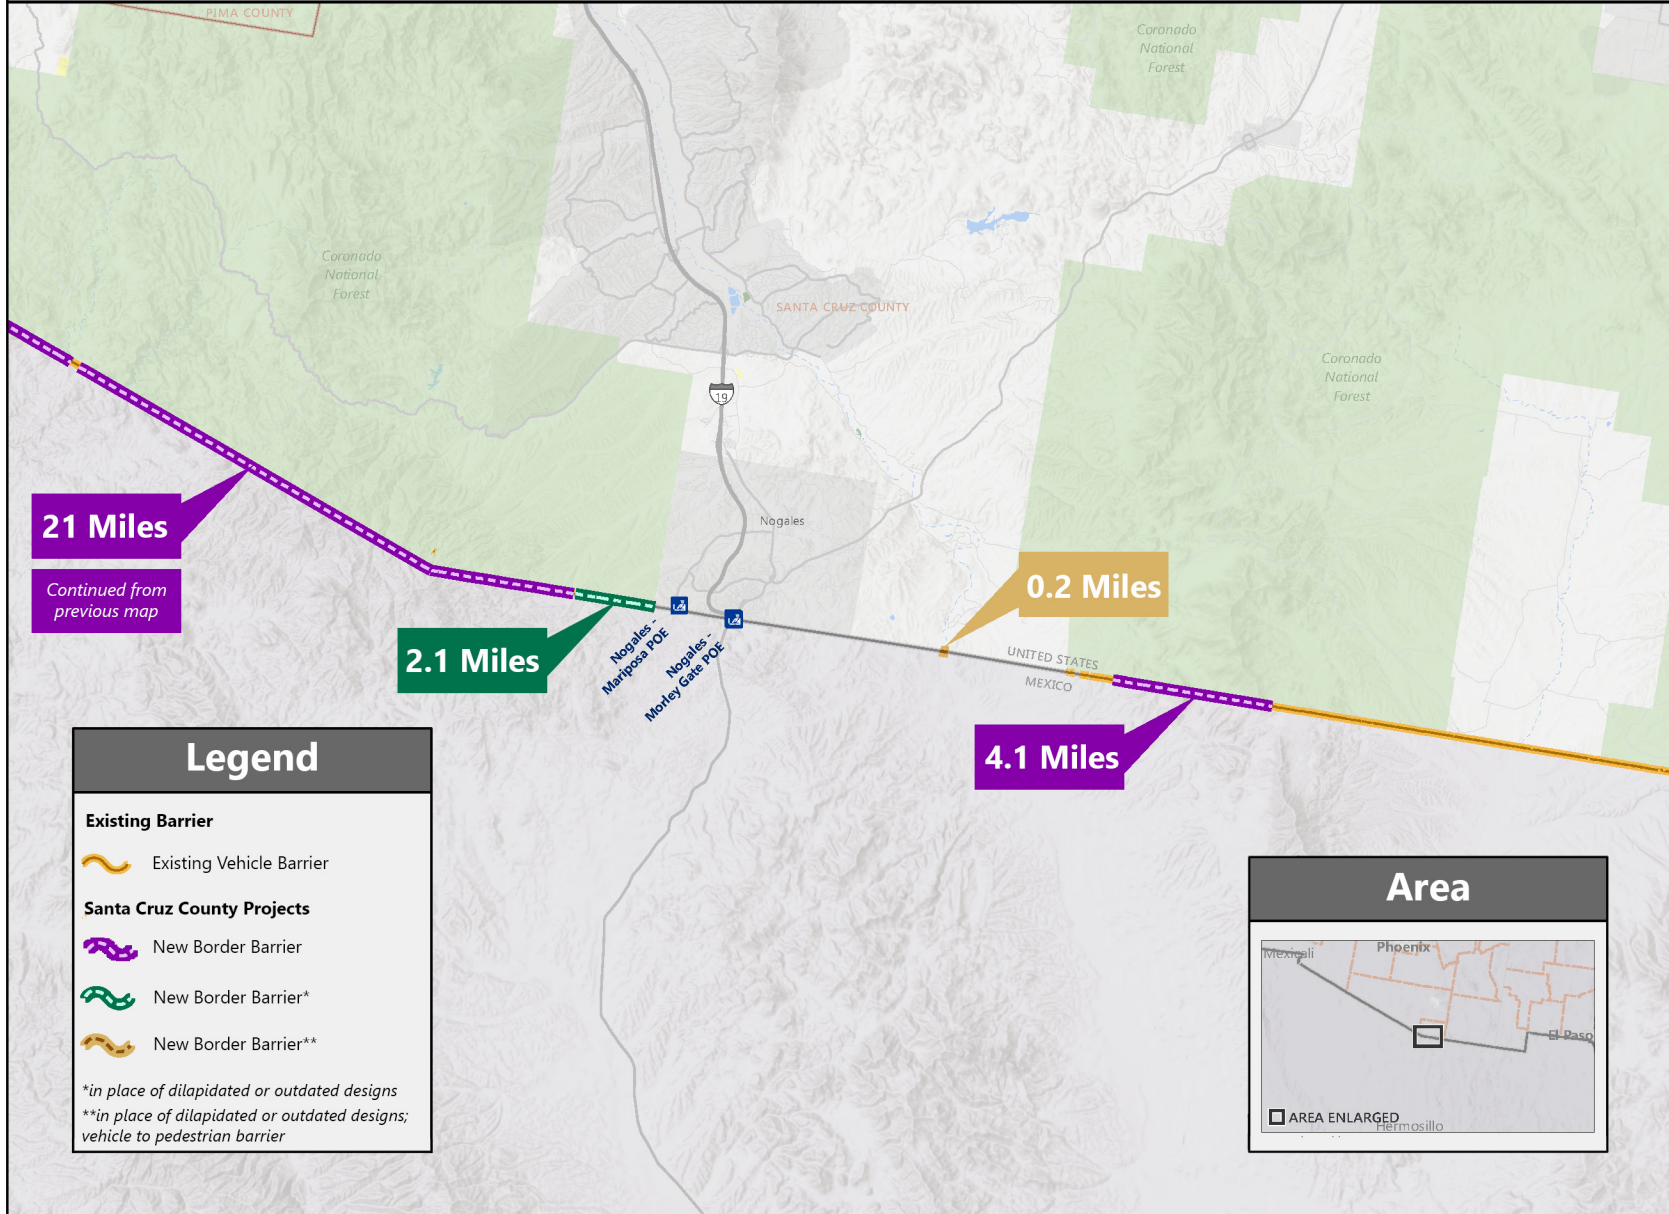 PIMA COUNTY
Coronado
National
Forest
Coronado
National
Forest
SANTA CRUZ COUNTY
Coronado
National
Forest
19
Nogales
21 Miles
Continued from
previous map
2.1 Miles
Nogales -
Mariposa POE
Nogales -
Morley Gate POE
0.2 Miles
UNITED STATES
MEXICO
4.1 Miles
Legend
Existing Barrier
Existing Vehicle Barrier
Santa Cruz County Projects
New Border Barrier
New Border Barrier*
New Border Barrier**
*in place of dilapidated or outdated designs
**in place of dilapidated or outdated designs;
vehicle to pedestrian barrier
Area
Mexicali
Phoenix
El Paso
AREA ENLARGED
Hermosillo